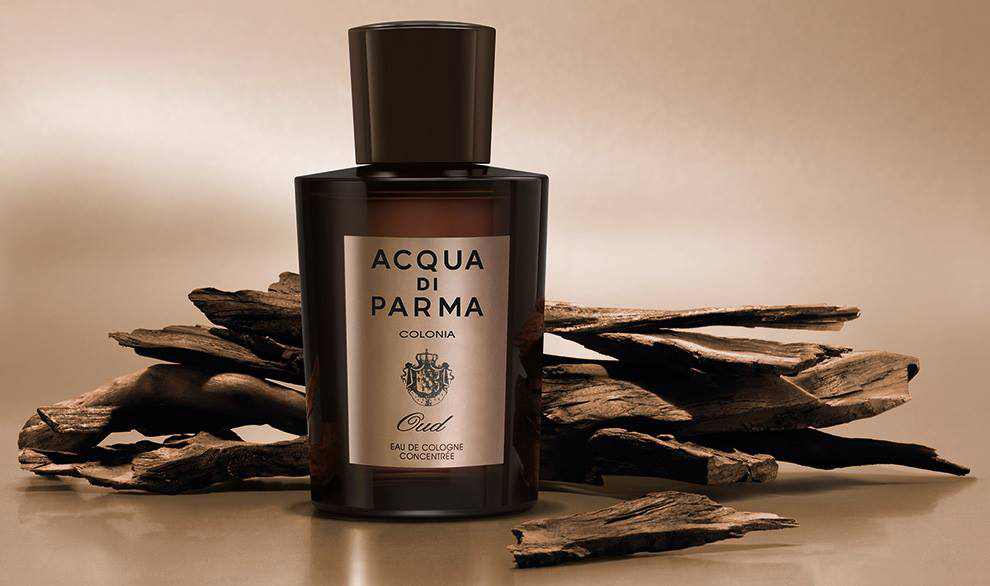 ACQUA
DI
PARMA
COLONIA
Oud
EAU DE COLOGNE
CONCENTRÉE